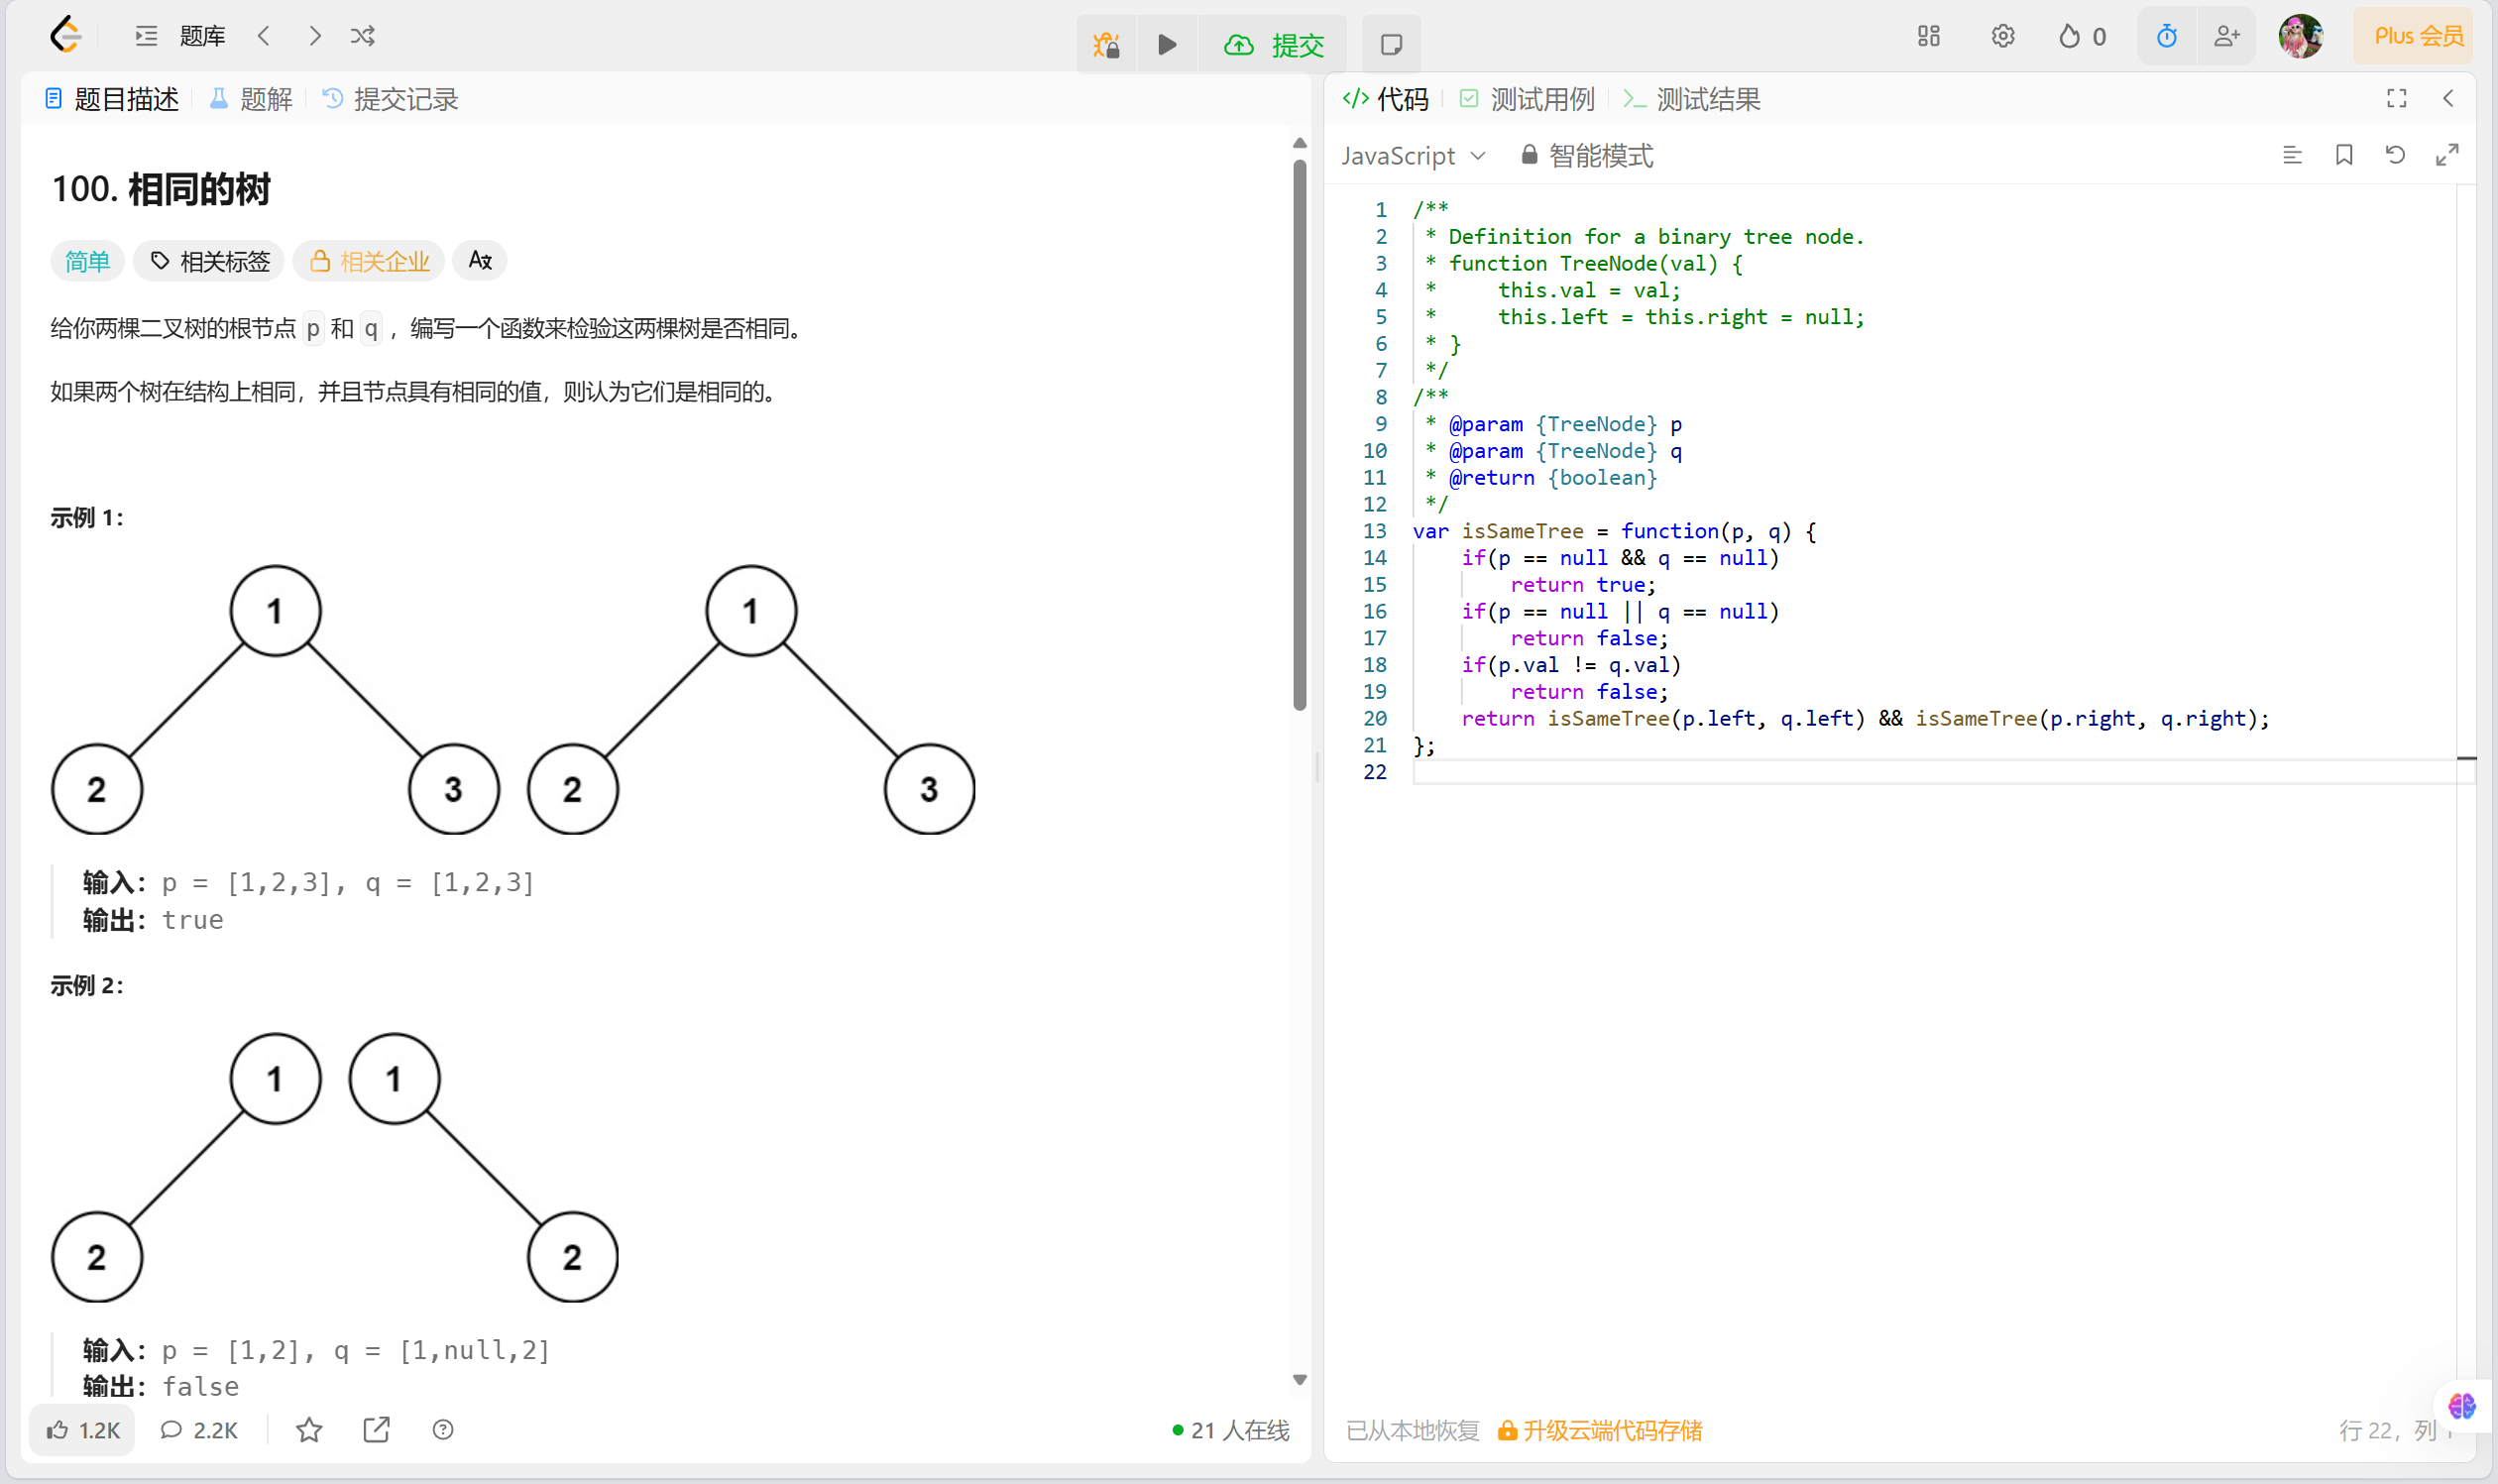 题库
提交
0
Plus 会员
题目描述
题解
提交记录
100. 相同的树
简单
相关标签
相关企业
给你两棵二叉树的根节点 p 和 q ，编写一个函数来检验这两棵树是否相同。
如果两个树在结构上相同，并且节点具有相同的值，则认为它们是相同的。
示例 1：
1
1
2
3
2
3
输入：p = [1,2,3], q = [1,2,3]
输出：true
示例 2：
1
1
2
2
输入：p = [1,2], q = [1,null,2]
输出：false
1.2K
2.2K
21 人在线
</> 代码
测试用例
测试结果
JavaScript
智能模式
1 /**
2  * Definition for a binary tree node.
3  * function TreeNode(val) {
4  *     this.val = val;
5  *     this.left = this.right = null;
6  * }
7  */
8 /**
9  * @param {TreeNode} p
10  * @param {TreeNode} q
11  * @return {boolean}
12  */
13 var isSameTree = function(p, q) {
14     if(p == null && q == null)
15         return true;
16     if(p == null || q == null)
17         return false;
18     if(p.val != q.val)
19         return false;
20     return isSameTree(p.left, q.left) && isSameTree(p.right, q.right);
21 };
22
已从本地恢复
升级云端代码存储
行 22，列